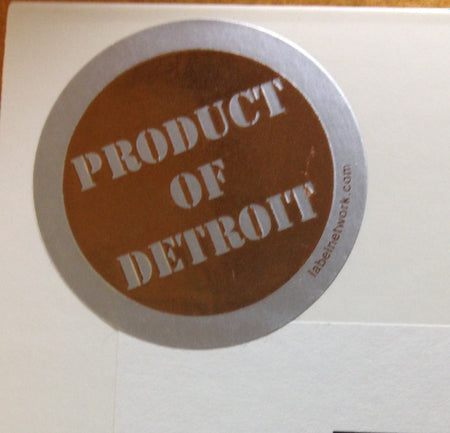 PRODUCT
OF
DETROIT
labelnetwork.com